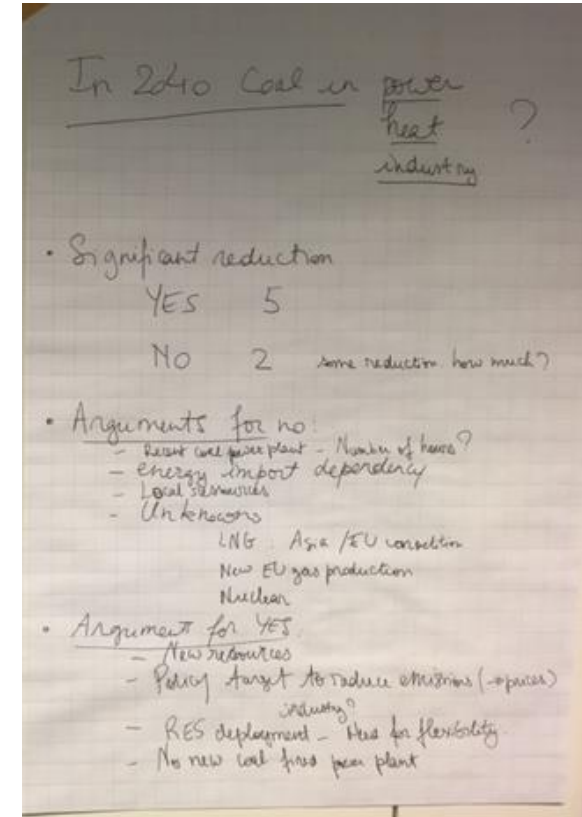 In 2040 Coal in power
heat ?
industry
• Significant reduction
YES 5
NO 2 some reduction how much?
• Arguments for no:
– Recent coal power plant – Number of hours?
– energy import dependency
– Local resources
– Unknowns
LNG : Asia / EU
New EU gas production
Nuclear
• Argument for YES
– New resources
– Policy target to reduce emissions (→ prices)
industry?
– RES deployment – Need for flexibility
– No new coal fired power plant